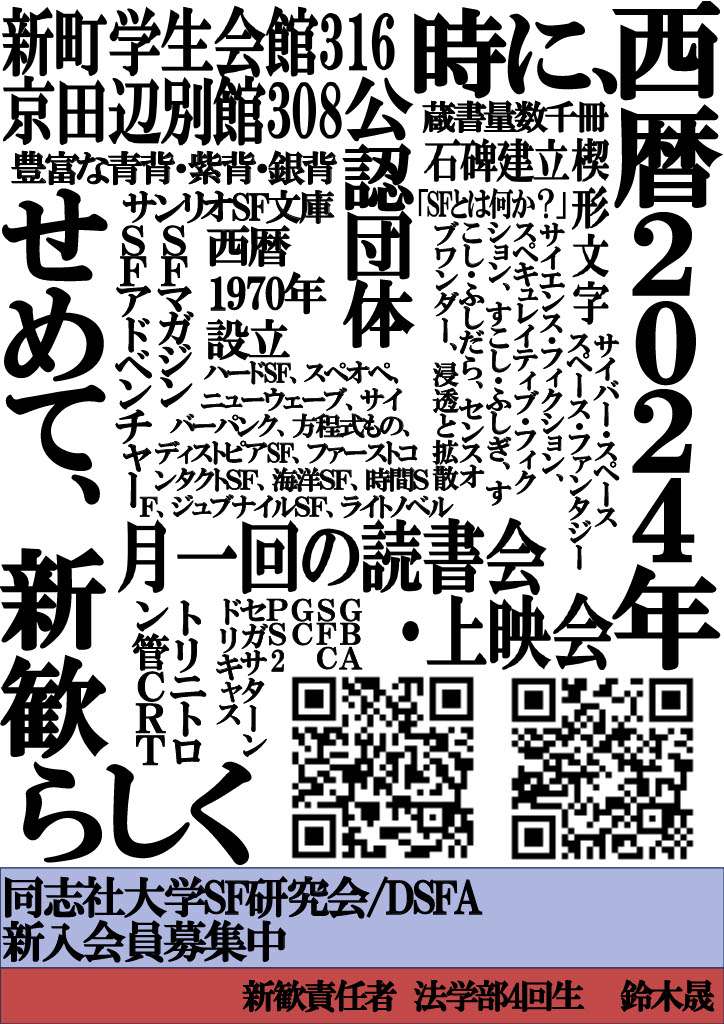 時に、西暦2024年
新町学生会館316
京田辺別館308
公認団体
蔵書量数千冊
石碑建立
楔形文字
「SFとは何か？」
サイバー・スペース
スペース・ファンタジー
サイエンス・フィクション、
スペキュレイティブ・フィク
ション、すこし・ふしぎ、す
こし・ふしだら、センスオ
ブワンダー、浸透と拡散
豊富な青背・紫背・銀背
サンリオSF文庫
SFマガジン
SFアドベンチャー
西暦
1970年
設立
ハードSF、スペオペ、
ニューウェーブ、サイ
バーパンク、方程式もの、
ディストピアSF、ファーストコ
ンタクトSF、海洋SF、時間S
F、ジュブナイルSF、ライトノベル
月一回の読書会
・上映会
GBA
SFC
GC
PS2
セガサターン
ドリキャス
トリニトロ
ン管CRT
せめて、新歓
らしく
同志社大学SF研究会/DSFA
新入会員募集中
新歓責任者 法学部4回生 鈴木晟